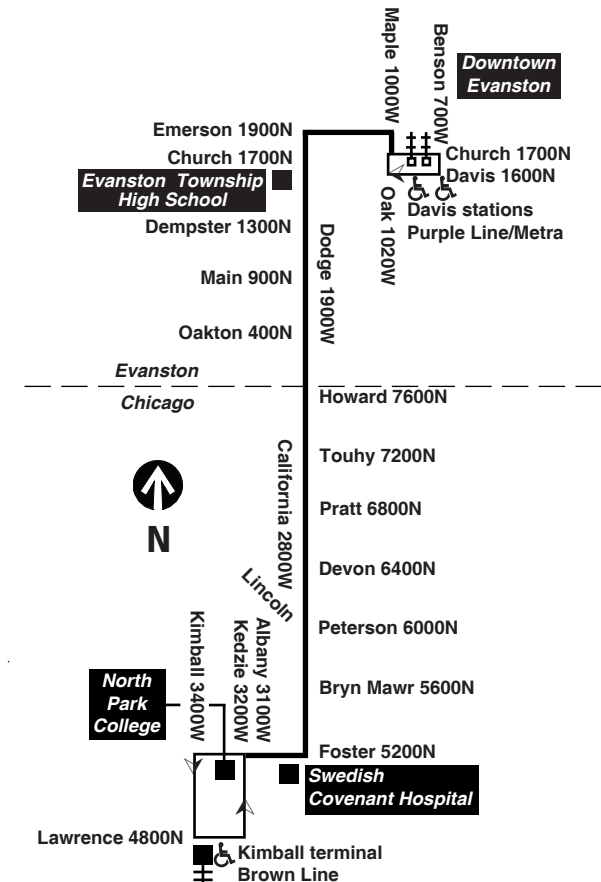 Maple 1000W
Benson 700W
Downtown
Evanston
Emerson 1900N
Church 1700N
Church 1700N
Davis 1600N
Evanston Township
High School
Oak 1020W
Davis stations
Purple Line/Metra
Dempster 1300N
Dodge 1900W
Main 900N
Oakton 400N
Evanston
Chicago
Howard 7600N
California 2800W
Touhy 7200N
Pratt 6800N
N
Devon 6400N
Lincoln
Peterson 6000N
Kimball 3400W
Kedzie 3200W
Albany 3100W
North
Park
College
Bryn Mawr 5600N
Foster 5200N
Swedish
Covenant Hospital
Lawrence 4800N
Kimball terminal
Brown Line